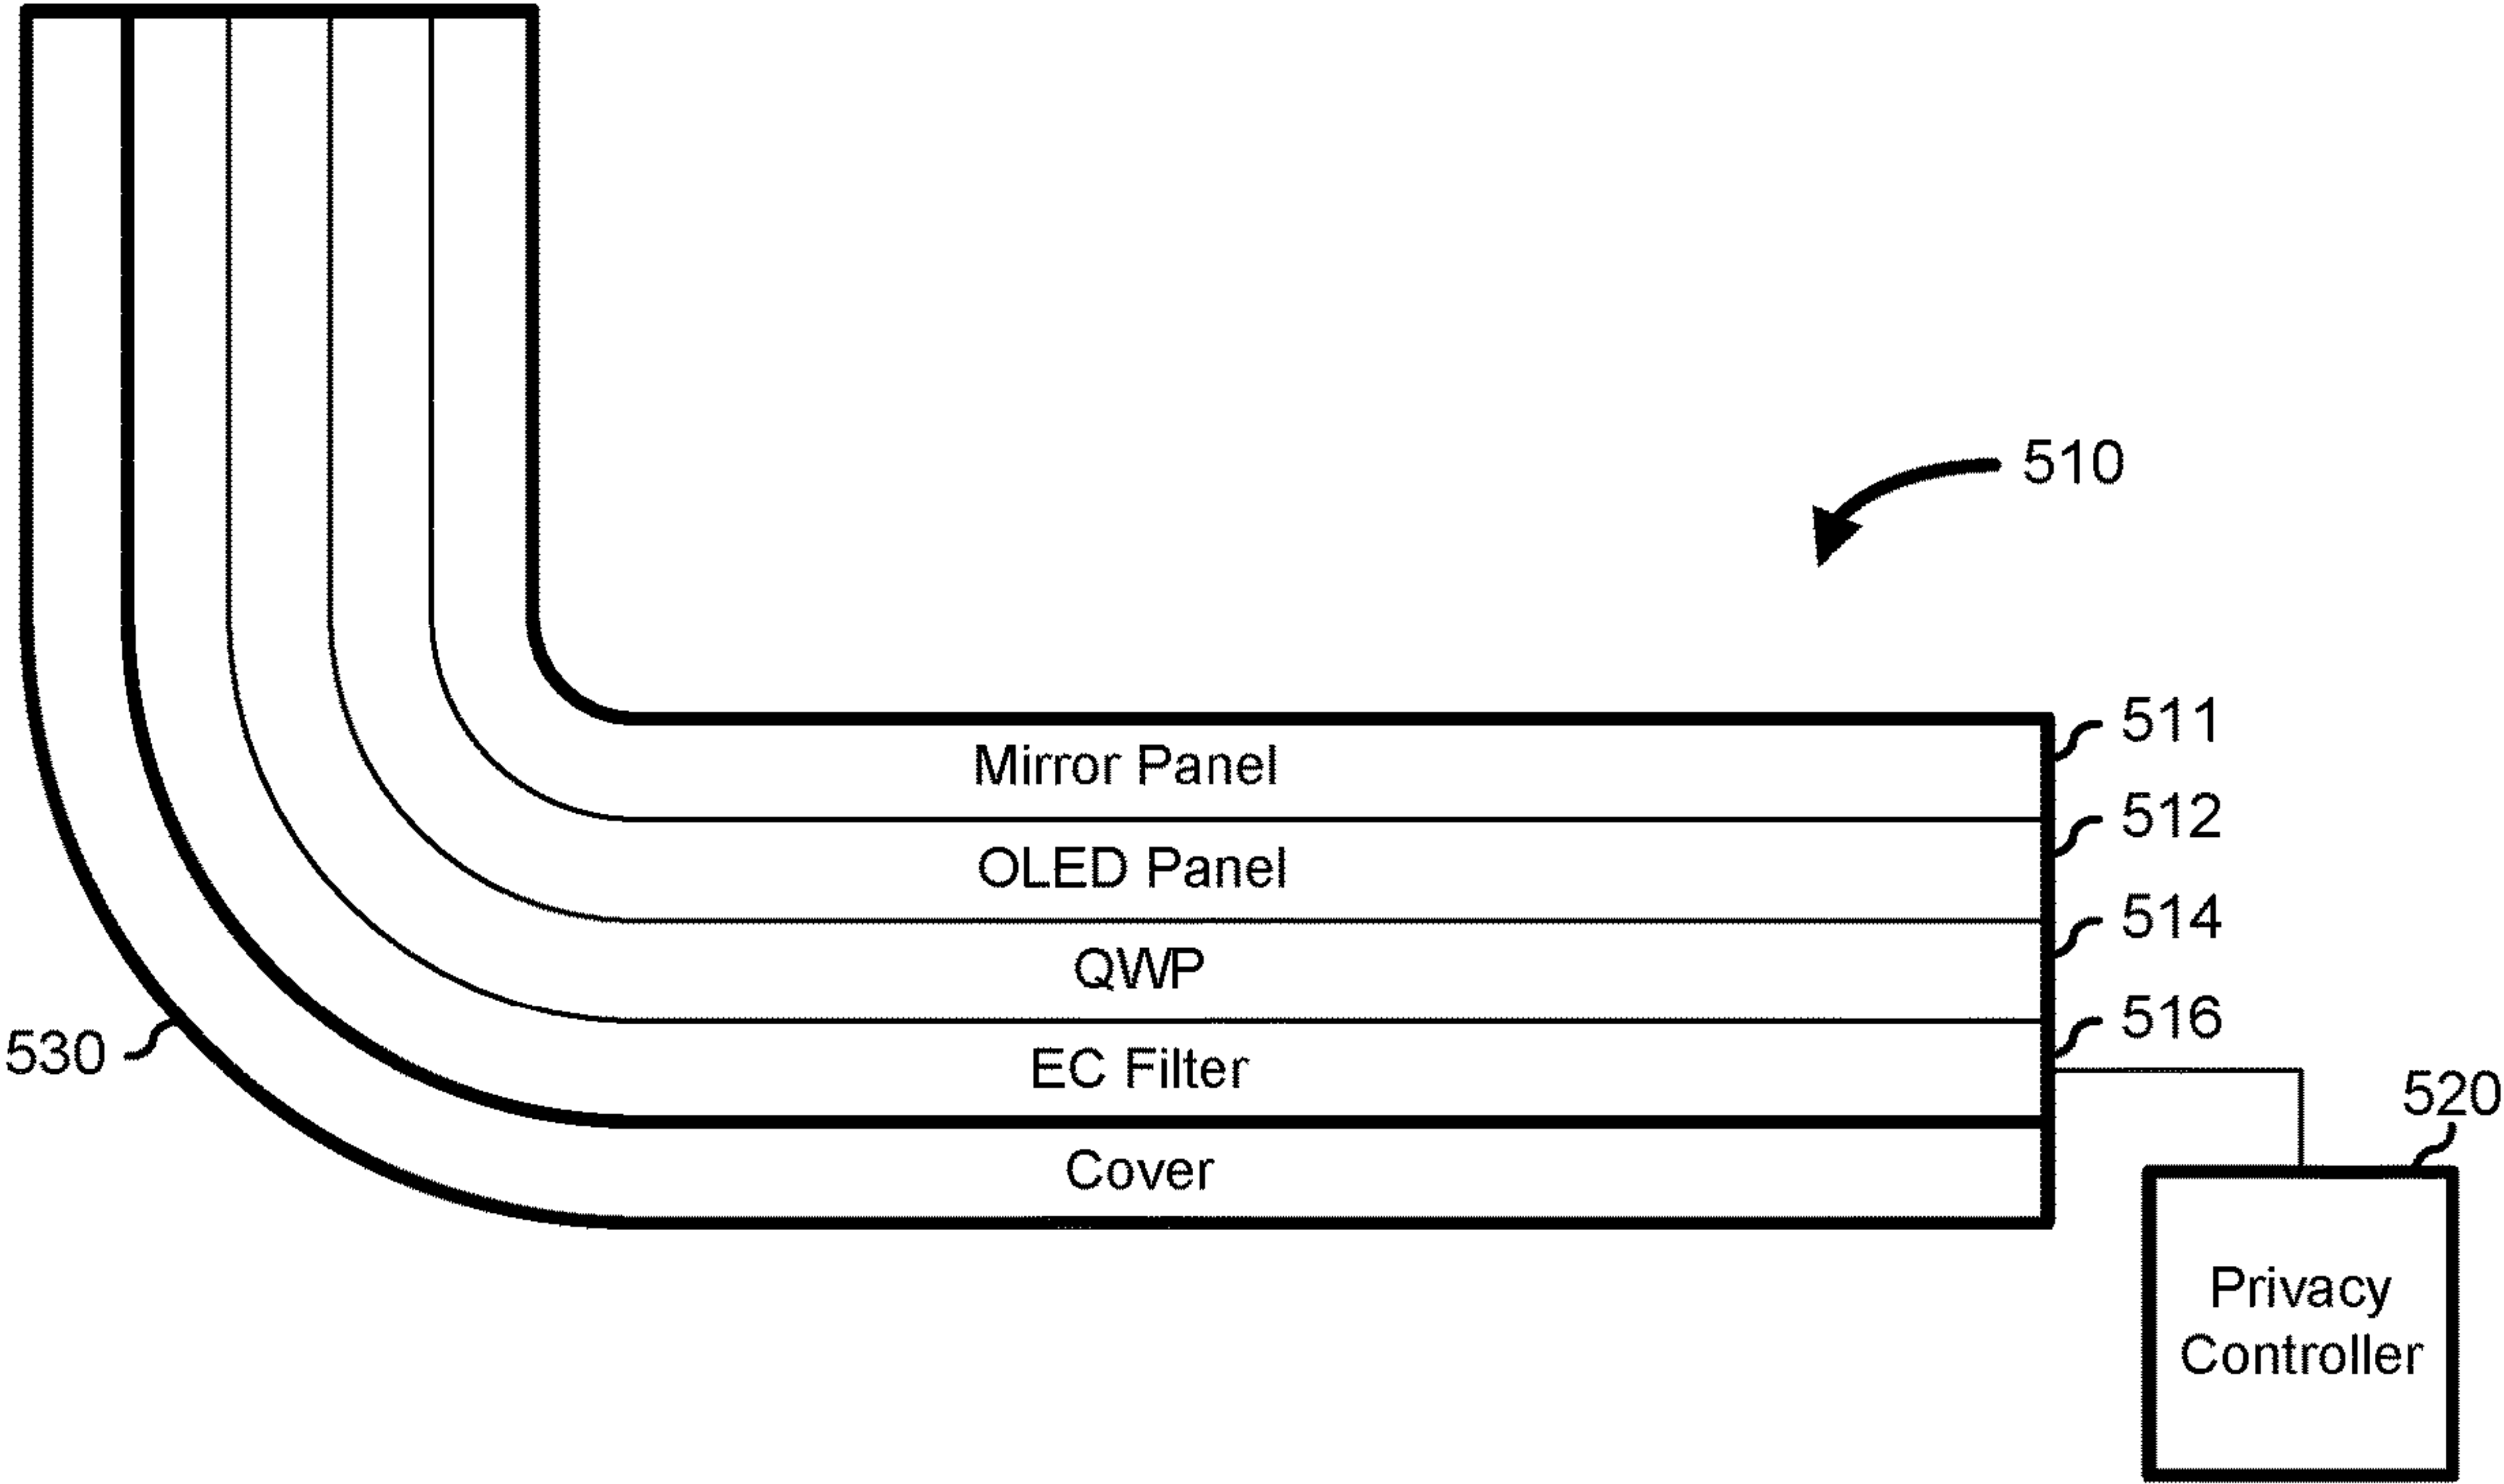 510
511
Mirror Panel
512
OLED Panel
514
QWP
516
EC Filter
530
520
Cover
Privacy
Controller